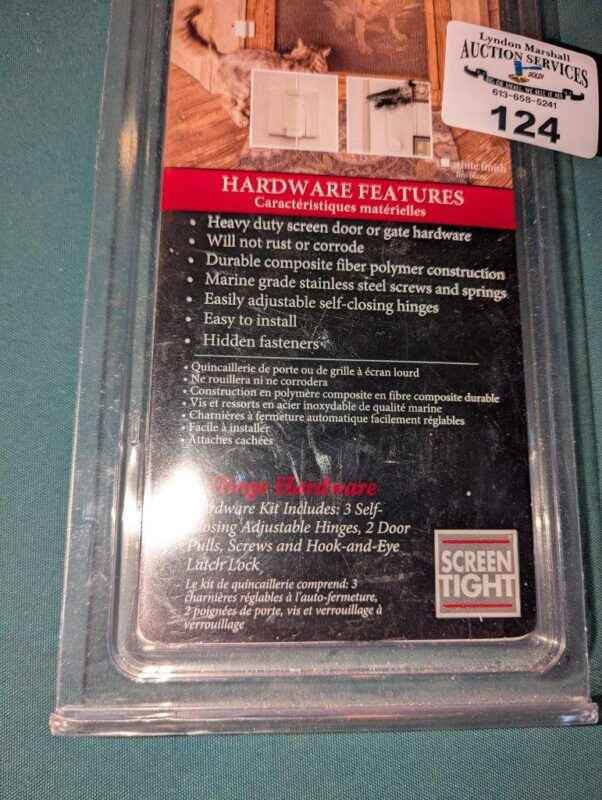 Lyndon Marshall
AUCTION SERVICES
SOLD!
613-658-5241
124
white finish
fini blanc
HARDWARE FEATURES
Caractéristiques matérielles
• Heavy duty screen door or gate hardware
• Will not rust or corrode
• Durable composite fiber polymer construction
• Marine grade stainless steel screws and springs
• Easily adjustable self-closing hinges
• Easy to install
• Hidden fasteners
• Quincaillerie de porte ou de grille à écran lourd
• Ne rouillera ni ne corrodera
• Construction en polymère composite en fibre composite durable
• Vis et ressorts en acier inoxydable de qualité marine
• Charnières à fermeture automatique facilement réglables
• Facile à installer
• Attaches cachées
Hardware
Hardware Kit Includes: 3 Self-
Closing Adjustable Hinges, 2 Door
Pulls, Screws and Hook-and-Eye
Latch Lock
Le kit de quincaillerie comprend: 3
charnières réglables à l'auto-fermeture,
2 poignées de porte, vis et verrouillage à
verrouillage
SCREEN
TIGHT